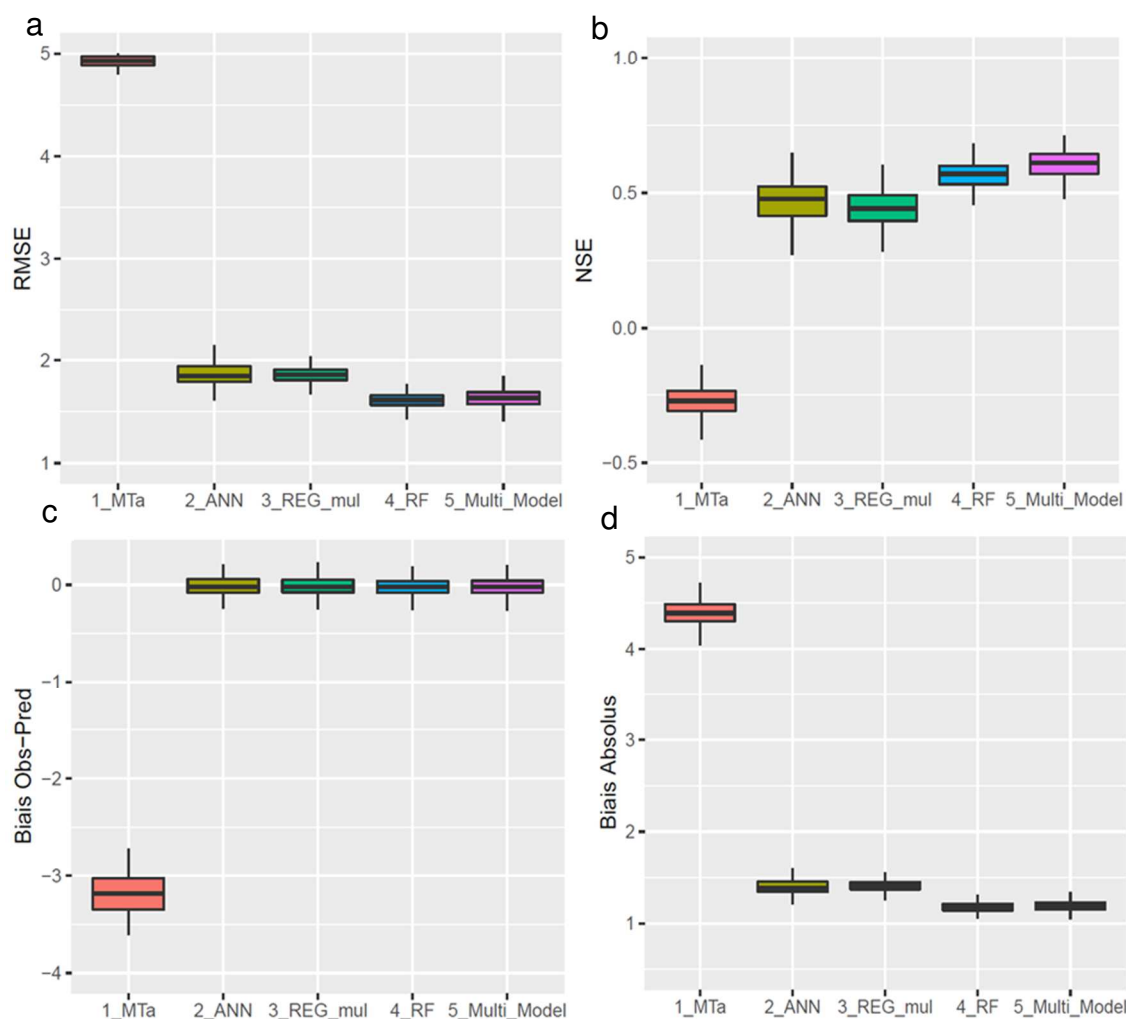 a
5
4
3
2
1
RMSE
1_MTa 2_ANN 3_REG_mul 4_RF 5_Multi_Model
b
1.0
0.5
0.0
−0.5
NSE
1_MTa 2_ANN 3_REG_mul 4_RF 5_Multi_Model
c
0
−1
−2
−3
−4
Biais Obs−Pred
1_MTa 2_ANN 3_REG_mul 4_RF 5_Multi_Model
d
5
4
3
2
1
Biais Absolus
1_MTa 2_ANN 3_REG_mul 4_RF 5_Multi_Model